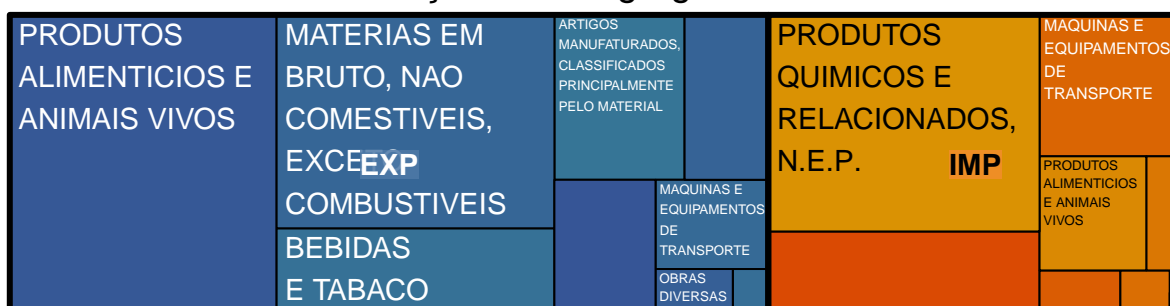 PRODUTOS
ALIMENTICIOS E
ANIMAIS VIVOS
MATERIAS EM
BRUTO, NAO
COMESTIVEIS,
EXCE
COMBUSTIVEIS
EXP
BEBIDAS
E TABACO
ARTIGOS
MANUFATURADOS,
CLASSIFICADOS
PRINCIPALMENTE
PELO MATERIAL
MAQUINAS E
EQUIPAMENTOS
DE
TRANSPORTE
OBRAS
DIVERSAS
PRODUTOS
QUIMICOS E
RELACIONADOS,
N.E.P.
IMP
MAQUINAS E
EQUIPAMENTOS
DE
TRANSPORTE
PRODUTOS
ALIMENTICIOS
E ANIMAIS
VIVOS